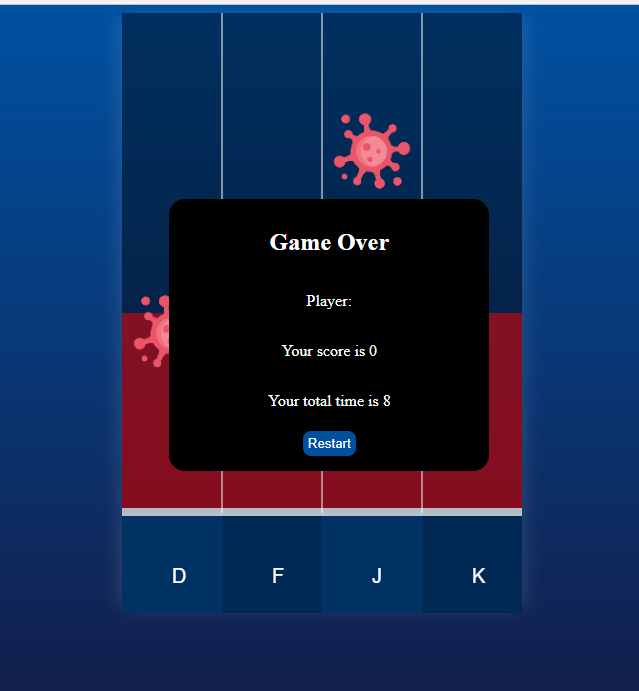 Game Over
Player:
Your score is 0
Your total time is 8
Restart
D F J K